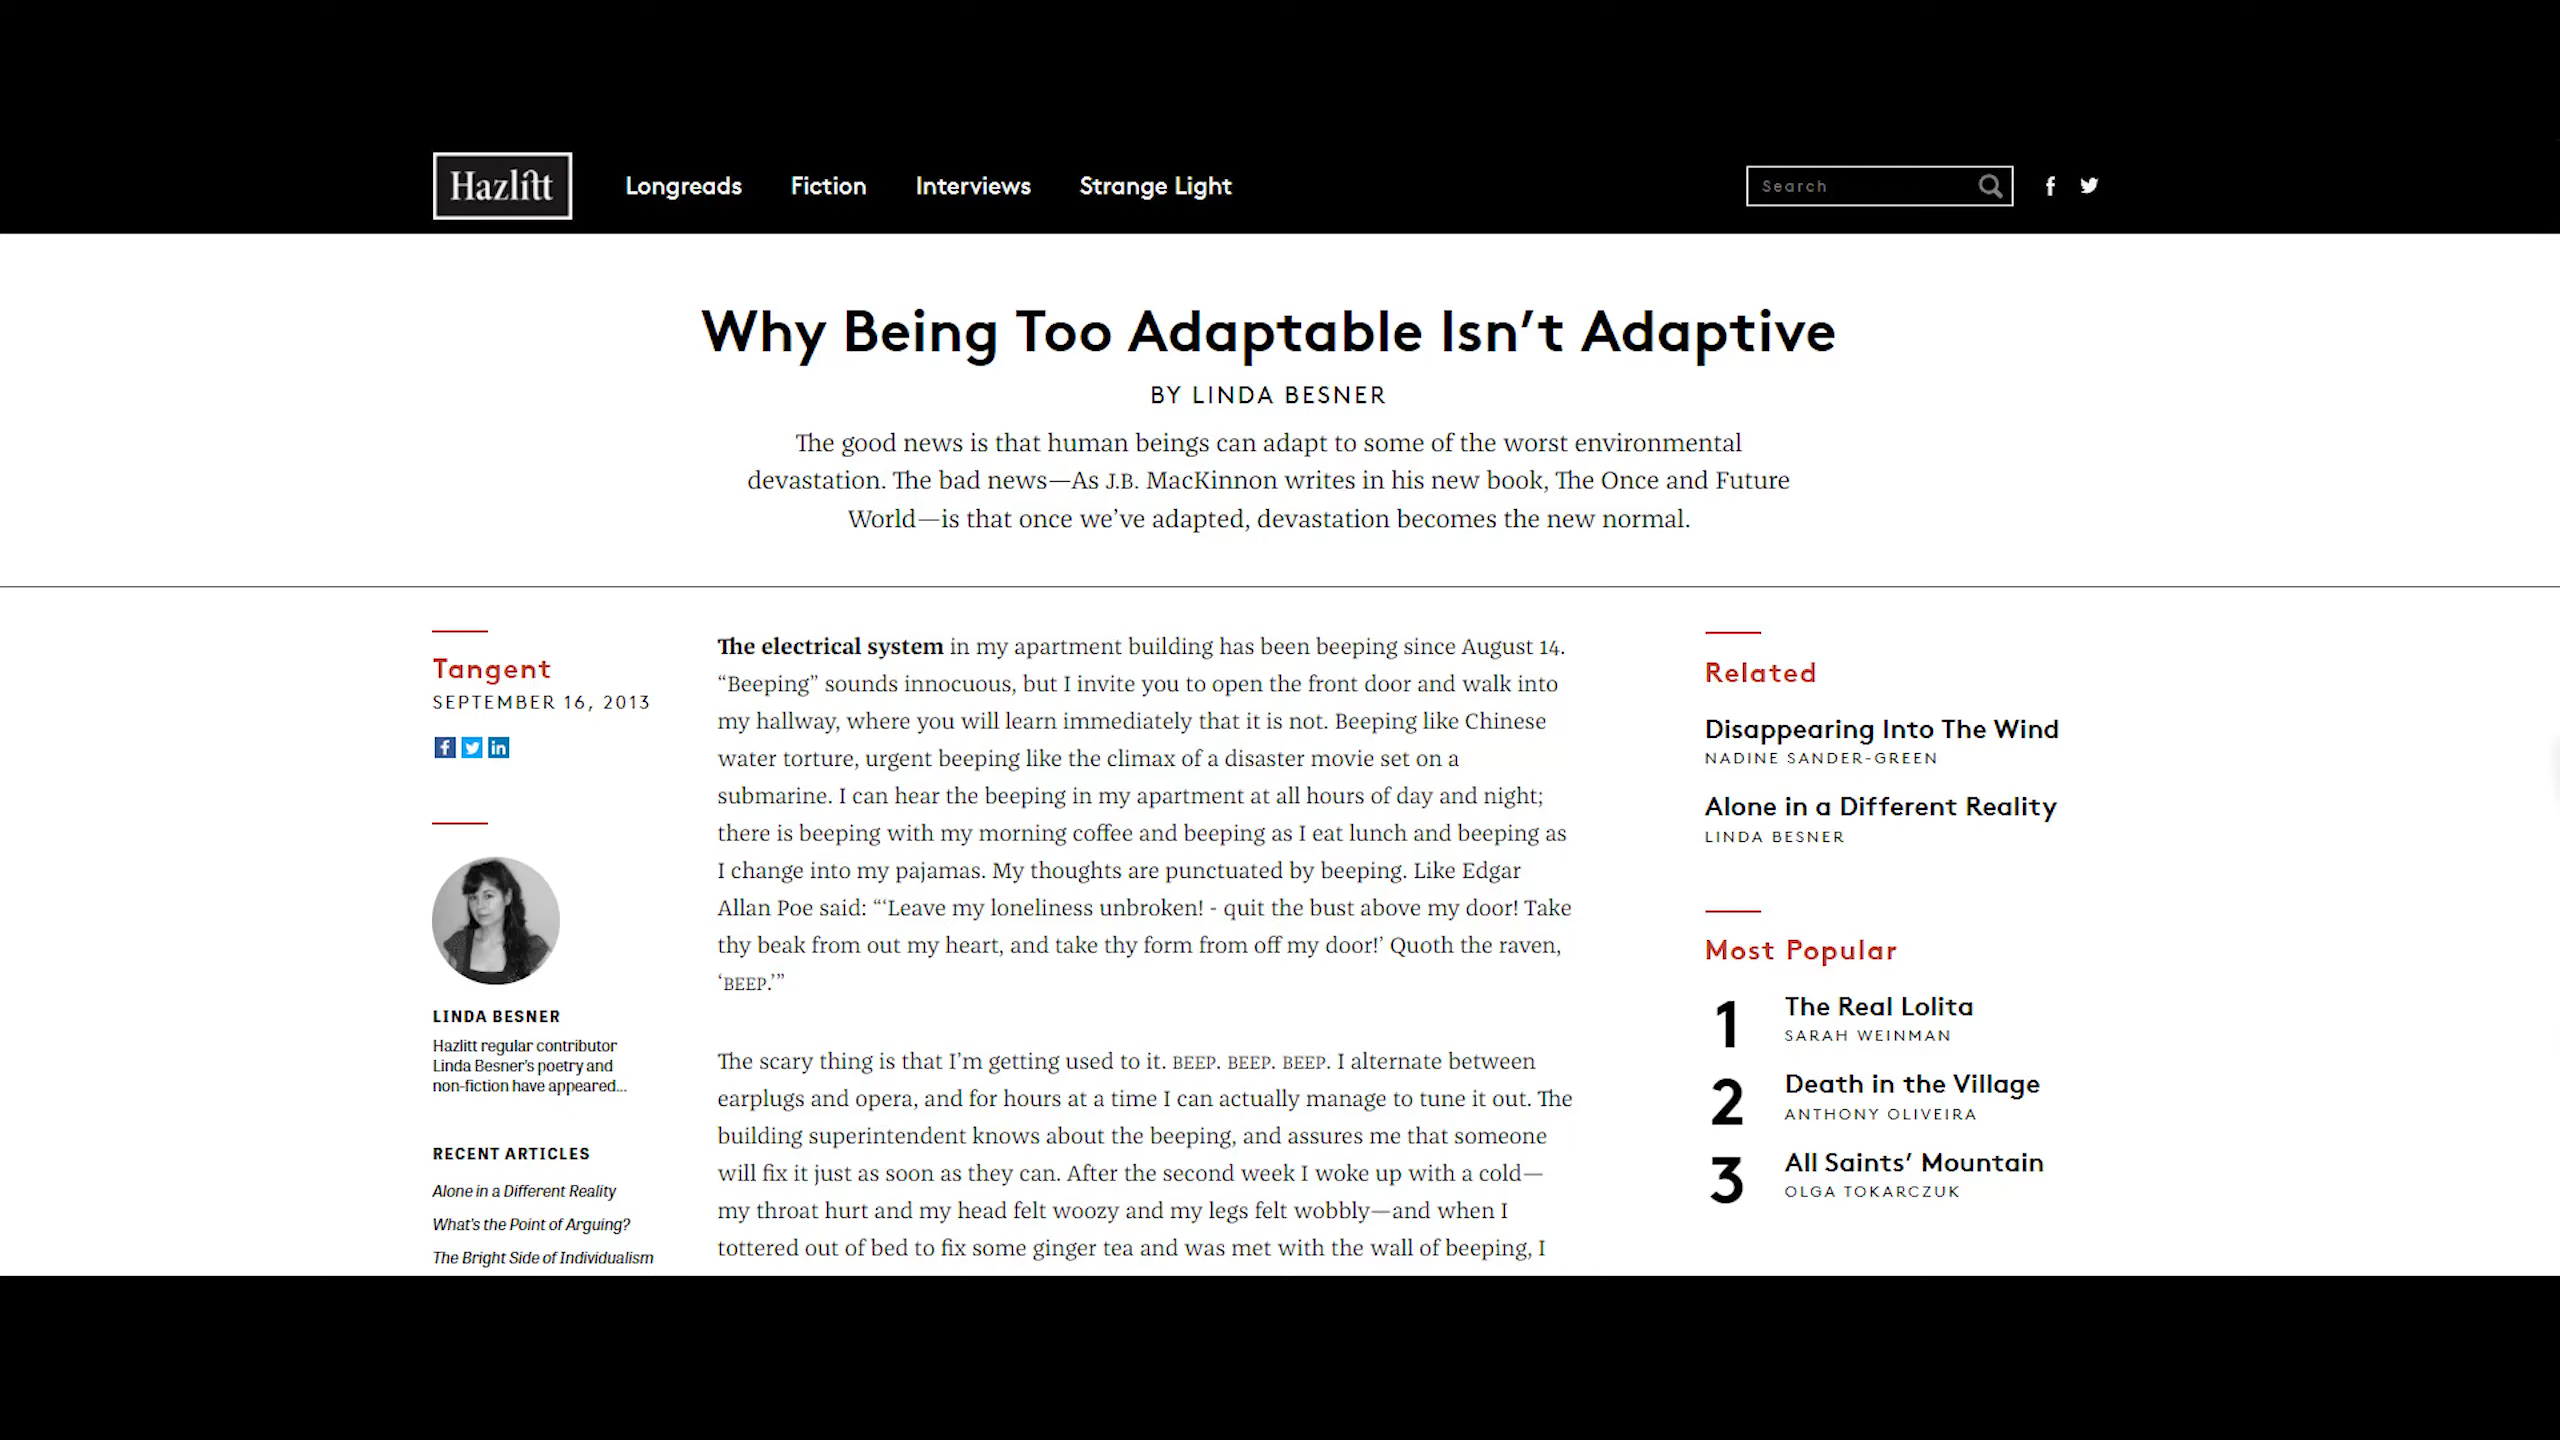 Hazlitt
Longreads
Fiction
Interviews
Strange Light
Search
Why Being Too Adaptable Isn’t Adaptive
BY LINDA BESNER
The good news is that human beings can adapt to some of the worst environmental
devastation. The bad news—As J.B. MacKinnon writes in his new book, The Once and Future
World—is that once we’ve adapted, devastation becomes the new normal.
Tangent
SEPTEMBER 16, 2013
LINDA BESNER
Hazlitt regular contributor
Linda Besner’s poetry and
non-fiction have appeared...
RECENT ARTICLES
Alone in a Different Reality
What’s the Point of Arguing?
The Bright Side of Individualism
The electrical system in my apartment building has been beeping since August 14.
“Beeping” sounds innocuous, but I invite you to open the front door and walk into
my hallway, where you will learn immediately that it is not. Beeping like Chinese
water torture, urgent beeping like the climax of a disaster movie set on a
submarine. I can hear the beeping in my apartment at all hours of day and night;
there is beeping with my morning coffee and beeping as I eat lunch and beeping as
I change into my pajamas. My thoughts are punctuated by beeping. Like Edgar
Allan Poe said: “‘Leave my loneliness unbroken! - quit the bust above my door! Take
thy beak from out my heart, and take thy form from off my door!’ Quoth the raven,
‘BEEP.’”
The scary thing is that I’m getting used to it. BEEP. BEEP. BEEP. I alternate between
earplugs and opera, and for hours at a time I can actually manage to tune it out. The
building superintendent knows about the beeping, and assures me that someone
will fix it just as soon as they can. After the second week I woke up with a cold—
my throat hurt and my head felt woozy and my legs felt wobbly—and when I
tottered out of bed to fix some ginger tea and was met with the wall of beeping, I
Related
Disappearing Into The Wind
NADINE SANDER-GREEN
Alone in a Different Reality
LINDA BESNER
Most Popular
1
The Real Lolita
SARAH WEINMAN
2
Death in the Village
ANTHONY OLIVEIRA
3
All Saints’ Mountain
OLGA TOKARCZUK